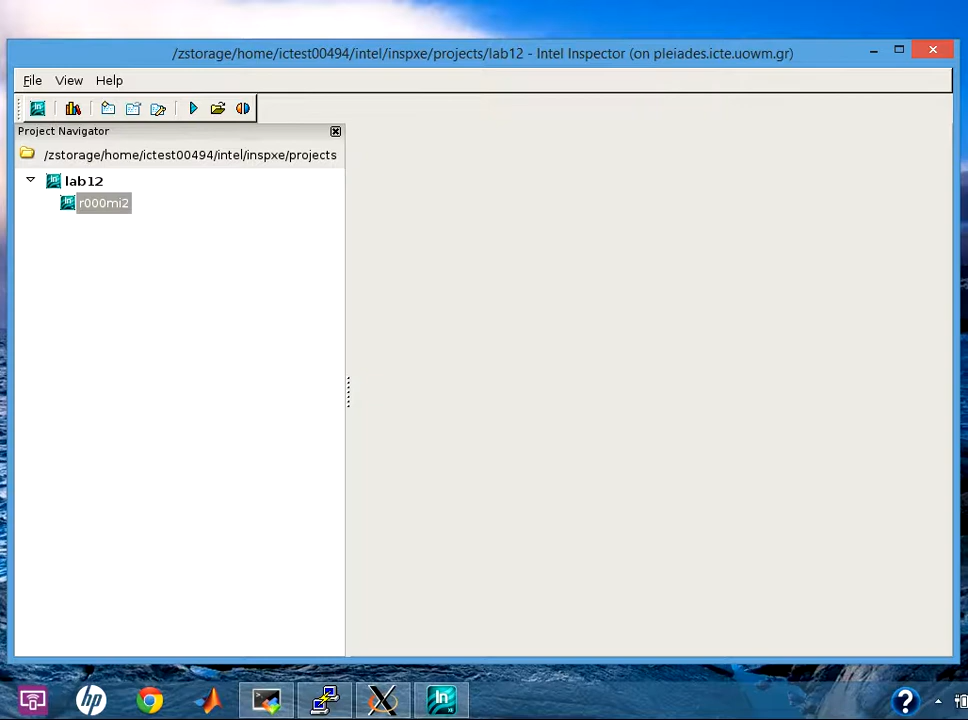 /zstorage/home/ictest00494/intel/inspxe/projects/lab12 - Intel Inspector (on pleiades.icte.uowm.gr)
File View Help
Project Navigator
/zstorage/home/ictest00494/intel/inspxe/projects
lab12
r000mi2